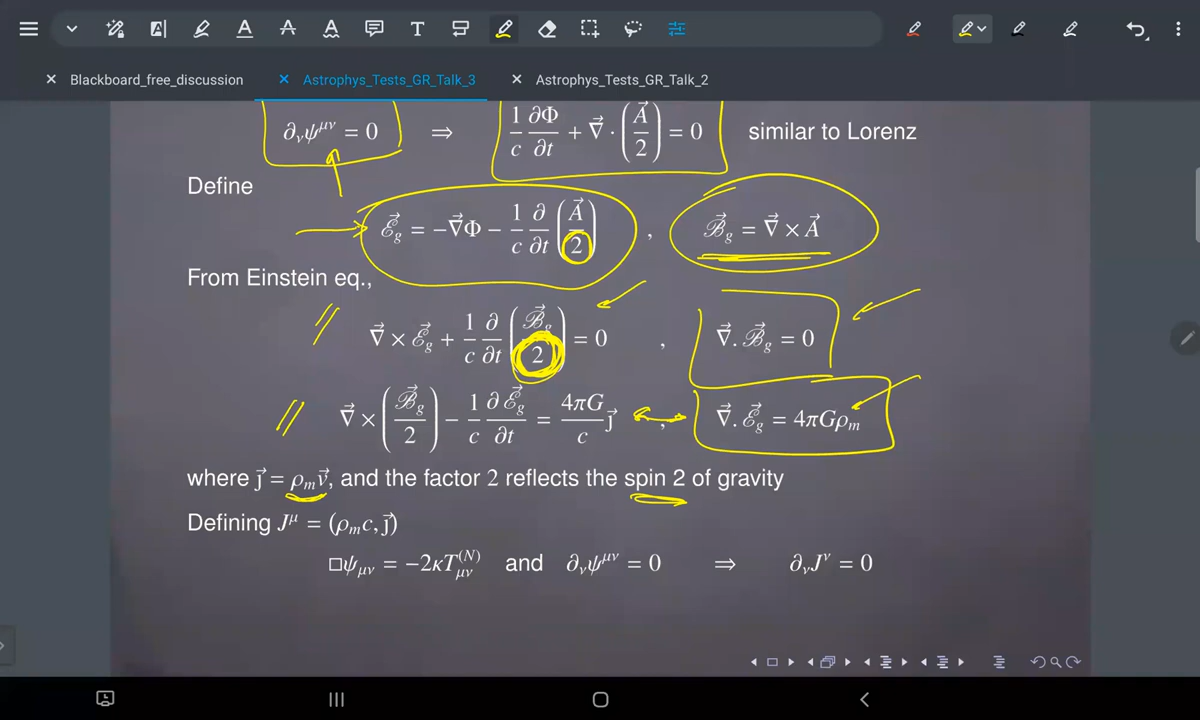 Blackboard_free_discussion
Astrophys_Tests_GR_Talk_3
Astrophys_Tests_GR_Talk_2
∂_ν ψ^{μν} = 0 ⇒ (1/c) ∂Φ/∂t + ∇⃗ · (A⃗/2) = 0 similar to Lorenz
Define
ℰ⃗_g = −∇⃗Φ − (1/c) ∂/∂t (A⃗/2) , ℬ⃗_g = ∇⃗ × A⃗
From Einstein eq.,
∇⃗ × ℰ⃗_g + (1/c) ∂/∂t (ℬ⃗_g/2) = 0 , ∇⃗. ℬ⃗_g = 0
∇⃗ × (ℬ⃗_g/2) − (1/c) ∂ℰ⃗_g/∂t = (4πG/c) ȷ⃗ , ∇⃗. ℰ⃗_g = 4πGρ_m
where ȷ⃗ = ρ_m v⃗, and the factor 2 reflects the spin 2 of gravity
Defining J^μ = (ρ_m c, ȷ⃗)
□ψ_{μν} = −2κT^{(N)}_{μν} and ∂_ν ψ^{μν} = 0 ⇒ ∂_ν J^ν = 0